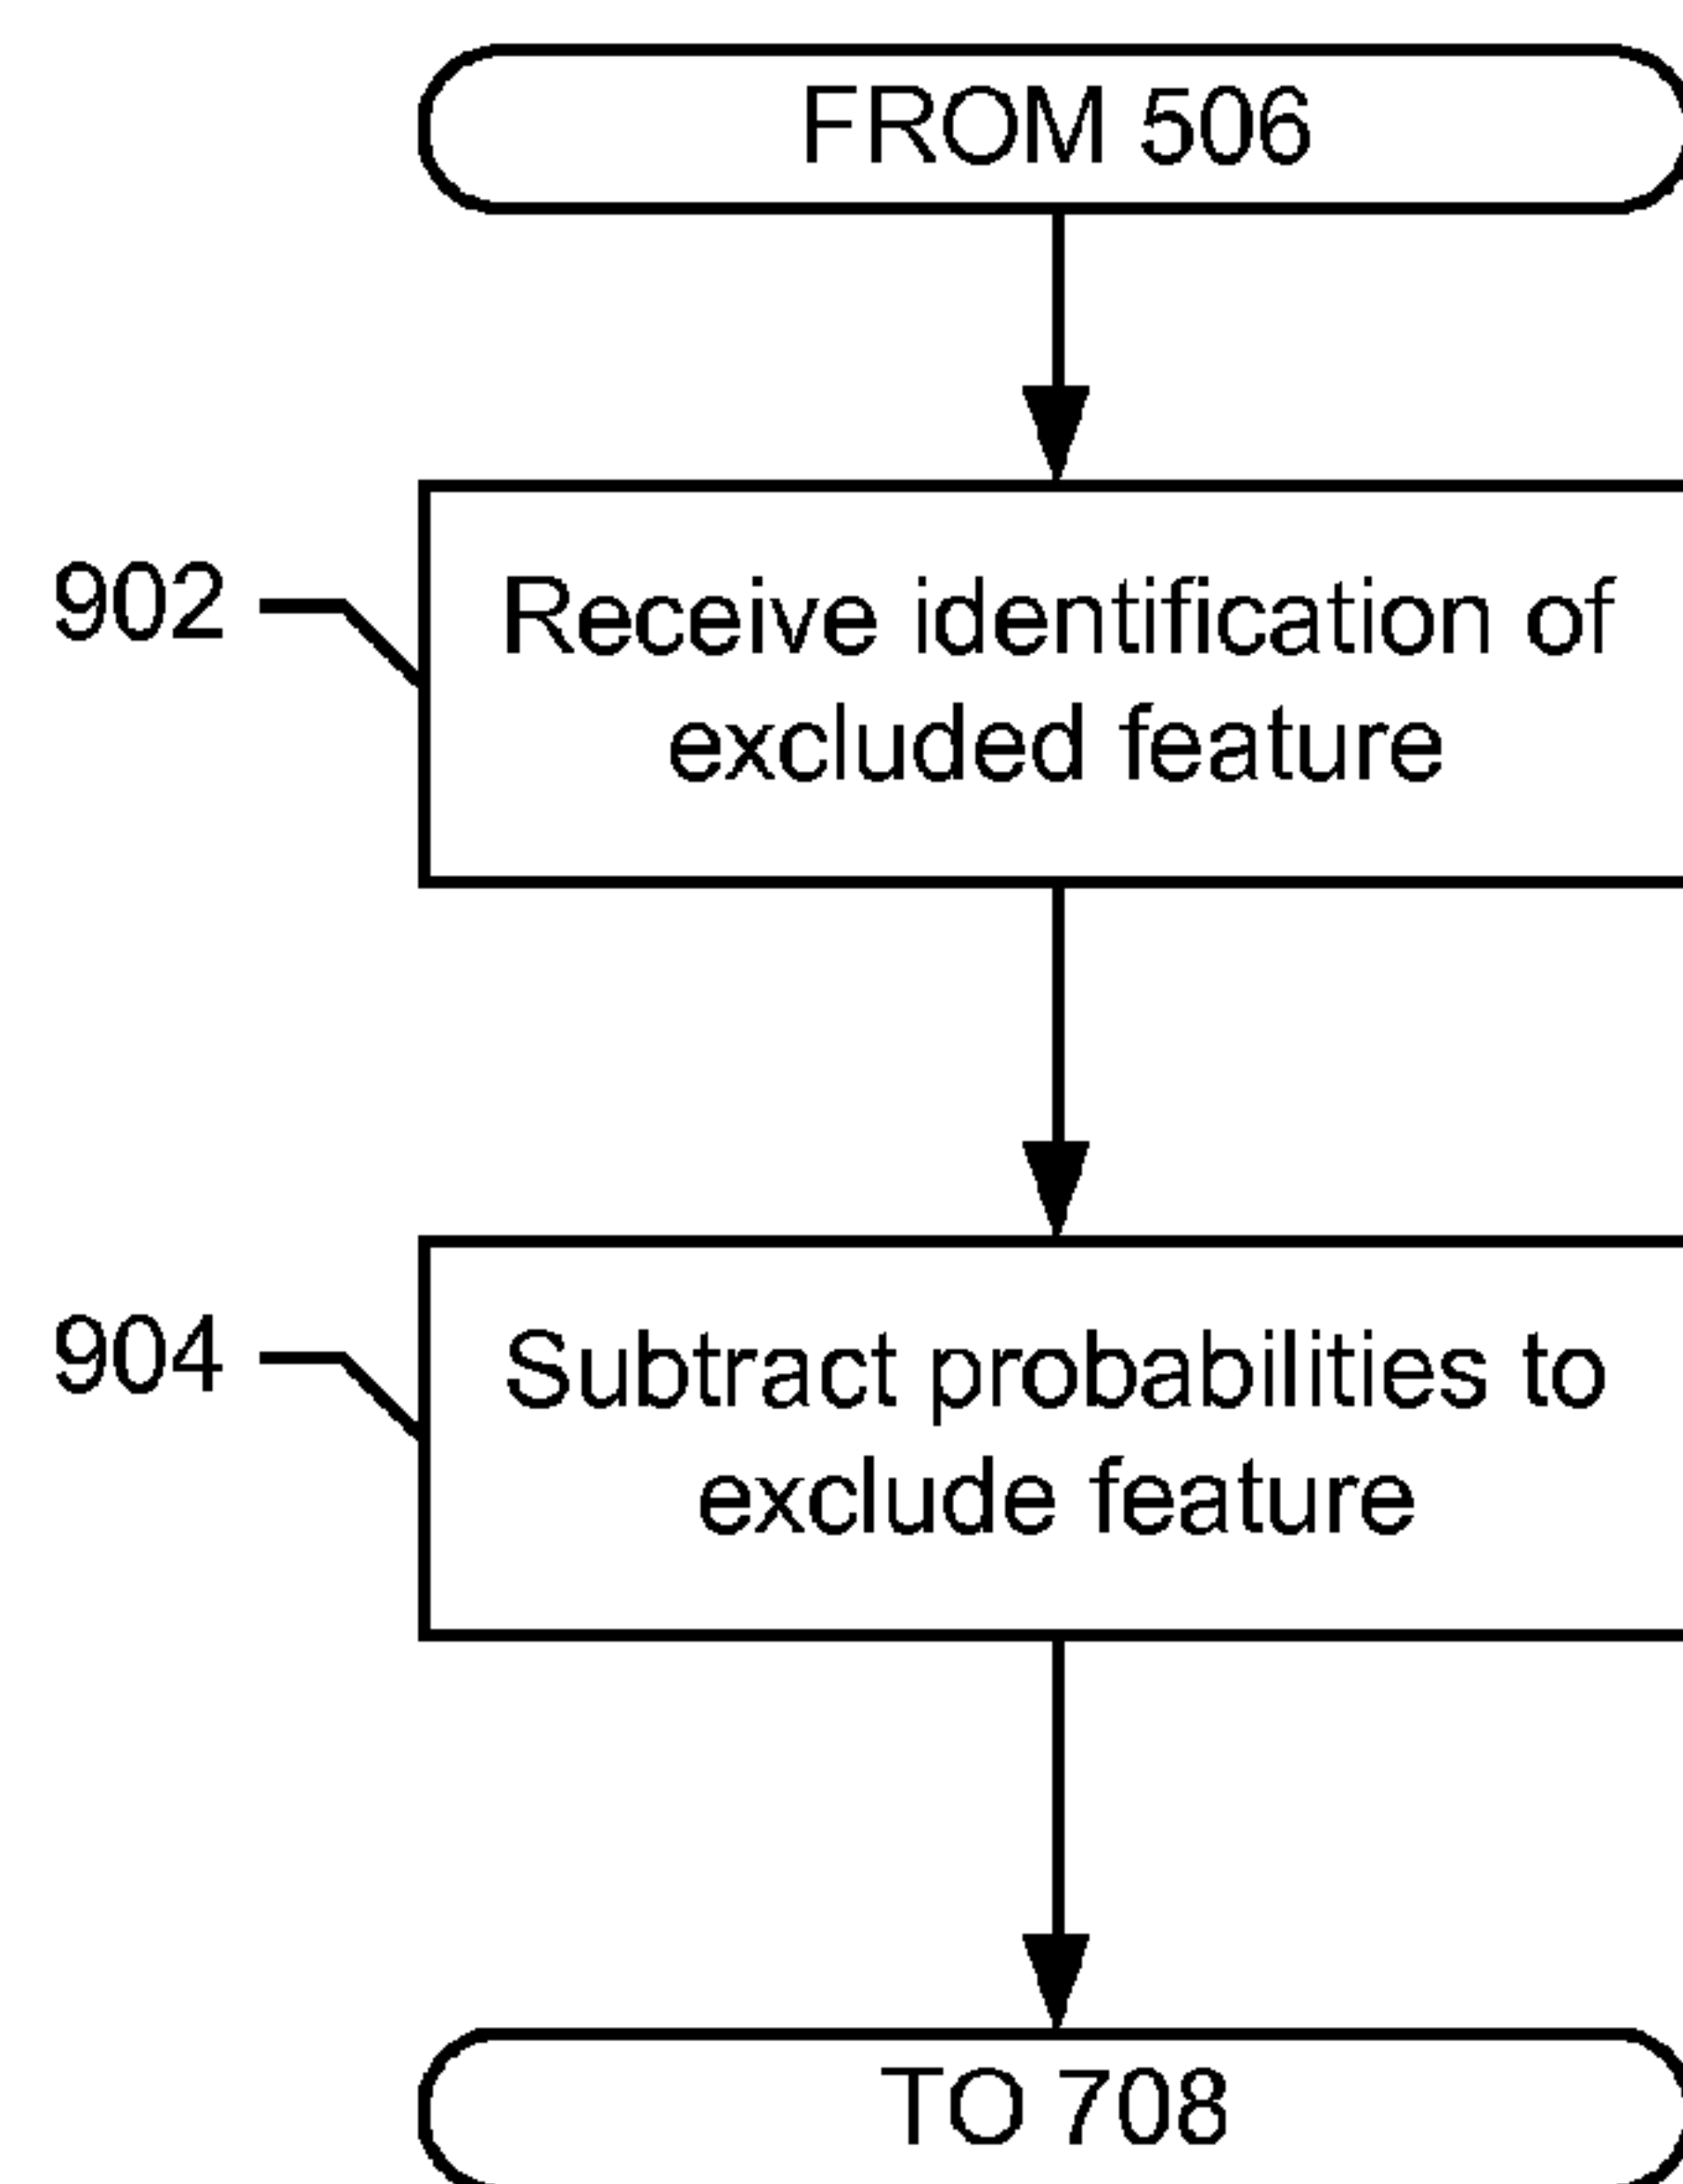 FROM 506
902
Receive identification of
excluded feature
904
Subtract probabilities to
exclude feature
TO 708